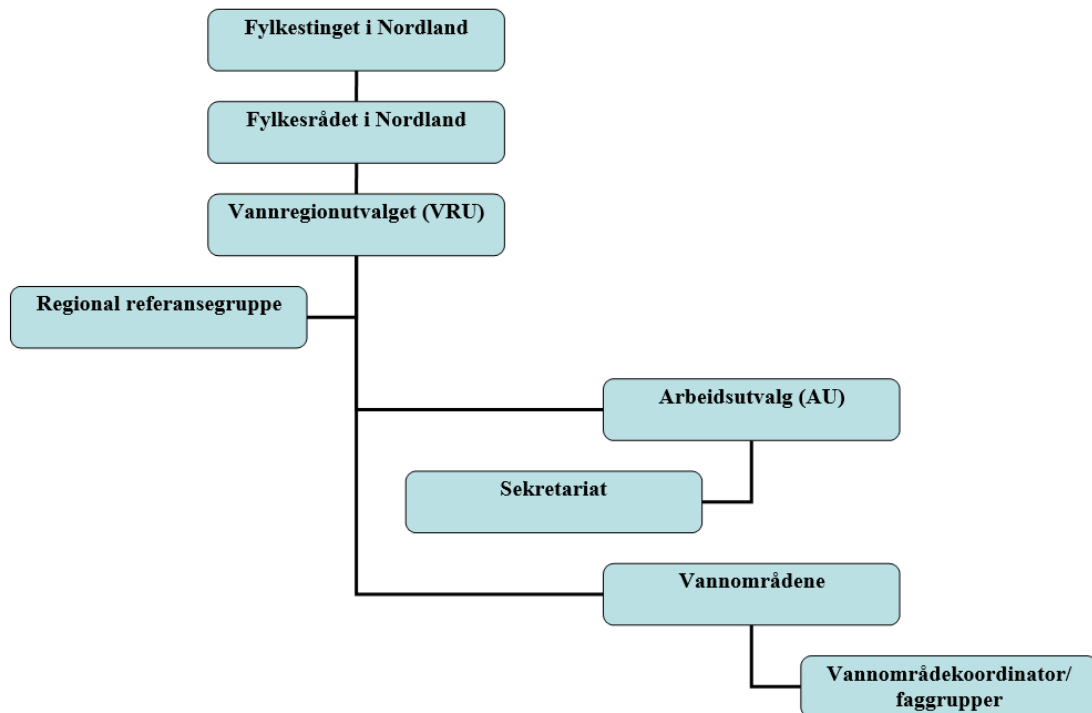 Fylkestinget i Nordland
Fylkesrådet i Nordland
Vannregionutvalget (VRU)
Regional referansegruppe
Arbeidsutvalg (AU)
Sekretariat
Vannområdene
Vannområdekoordinator/
faggrupper